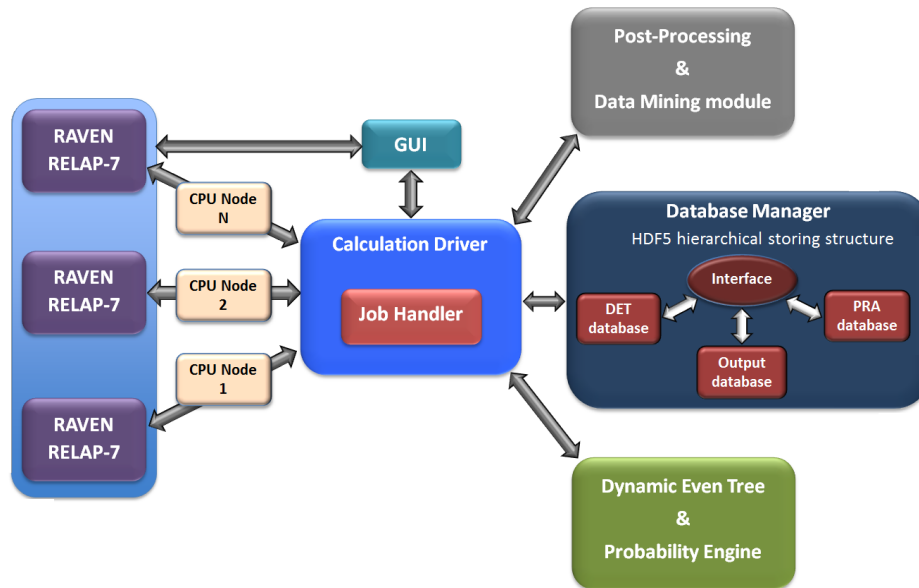 Post-Processing
&
Data Mining module
RAVEN
RELAP-7
GUI
CPU Node
N
Calculation Driver
Job Handler
Database Manager
HDF5 hierarchical storing structure
Interface
DET
database
PRA
database
Output
database
RAVEN
RELAP-7
CPU Node
2
CPU Node
1
RAVEN
RELAP-7
Dynamic Even Tree
&
Probability Engine